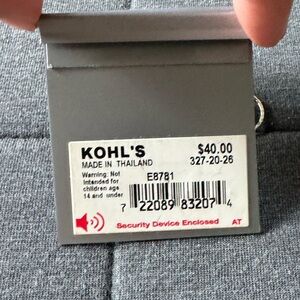 KOHL'S $40.00
MADE IN THAILAND 327-20-26
Warning: Not E8781
Intended for
children age
14 and under
7 22089 83207 4
Security Device Enclosed AT